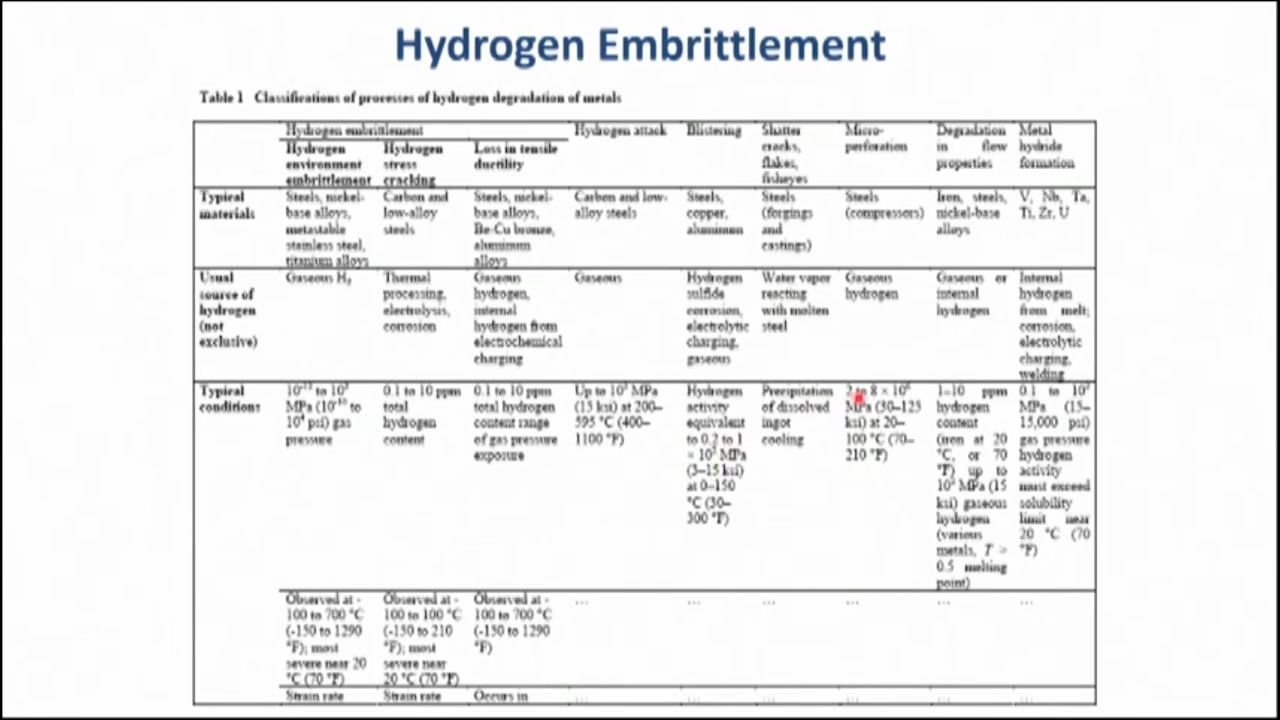 Hydrogen Embrittlement
Table 1 Classifications of processes of hydrogen degradation of metals
Hydrogen embrittlement
Hydrogen
environment
embrittlement
Hydrogen
stress
cracking
Loss in tensile
ductility
Hydrogen attack
Blistering
Shatter
cracks,
flakes,
fisheyes
Micro-
perforation
Degradation
in flow
properties
Metal
hydride
formation
Typical
materials
Steels, nickel-
base alloys,
metastable
stainless steel,
titanium alloys
Carbon and
low-alloy
steels
Steels, nickel-
base alloys,
Be-Cu bronze,
aluminum
alloys
Carbon and low-
alloy steels
Steels,
copper,
aluminum
Steels
(forgings
and
castings)
Steels
(compressors)
Iron, steels,
nickel-base
alloys
V, Nb, Ta,
Ti, Zr, U
Usual
source of
hydrogen
(not
exclusive)
Gaseous H₂
Thermal
processing,
electrolysis,
corrosion
Gaseous
hydrogen,
internal
hydrogen from
electrochemical
charging
Gaseous
Hydrogen
sulfide
corrosion,
electrolytic
charging,
gaseous
Water vapor
reacting
with molten
steel
Gaseous
hydrogen
Gaseous or
internal
hydrogen
Internal
hydrogen
from melt;
corrosion,
electrolytic
charging,
welding
Typical
conditions
to
MPa ( to
psi) gas
pressure
0.1 to 10 ppm
total
hydrogen
content
0.1 to 10 ppm
total hydrogen
content range
of gas pressure
exposure
Up to 10² MPa
(15 ksi) at 200–
595 °C (400–
1100 °F)
Hydrogen
activity
equivalent
to 0.2 to 1
× 10² MPa
(3–15 ksi)
at 0–150
°C (30–
300 °F)
Precipitation
of dissolved
ingot
cooling
to 8 ×
MPa (30–125
ksi) at 20–
100 °C (70–
210 °F)
1–10 ppm
hydrogen
content
(iron at 20
°C, or 70
°F) up to
10² MPa (15
ksi) gaseous
hydrogen
(various
metals, T >
0.5 melting
point)
0.1 to 10²
MPa (15–
15,000 psi)
gas pressure
hydrogen
activity
must exceed
solubility
limit near
20 °C (70
°F)
Observed at -
100 to 700 °C
(-150 to 1290
°F); most
severe near 20
°C (70 °F)
Observed at -
100 to 100 °C
(-150 to 210
°F); most
severe near
20 °C (70 °F)
Observed at -
100 to 700 °C
(-150 to 1290
°F)
…
…
…
…
…
…
Strain rate
Strain rate
Occurs in
…
…
…
…
…
…